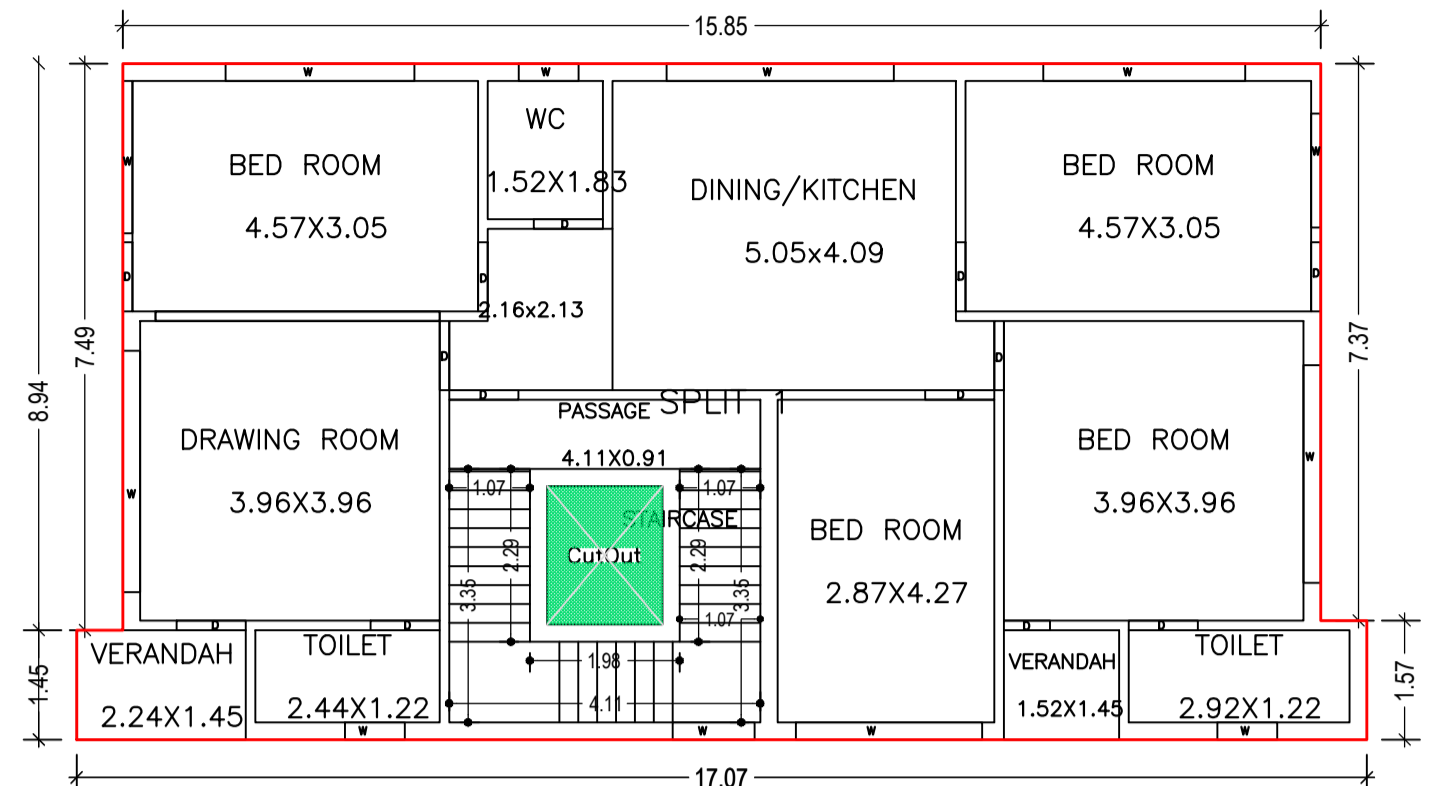 15.85
W
W
W
W
WC
1.52X1.83
BED ROOM
4.57X3.05
W
DINING/KITCHEN
5.05x4.09
BED ROOM
4.57X3.05
W
D
D
D
D
D
2.16x2.13
7.49
8.94
7.37
D
D
D
D
SPLIT 1
PASSAGE
4.11X0.91
DRAWING ROOM
3.96X3.96
W
BED ROOM
3.96X3.96
W
1.07
1.07
STAIRCASE
CutOut
2.29
3.35
2.29
3.35
1.07
BED ROOM
2.87X4.27
D
D
D
D
VERANDAH
2.24X1.45
TOILET
2.44X1.22
1.98
4.11
VERANDAH
1.52X1.45
TOILET
2.92X1.22
1.45
1.57
W
W
W
W
17.07